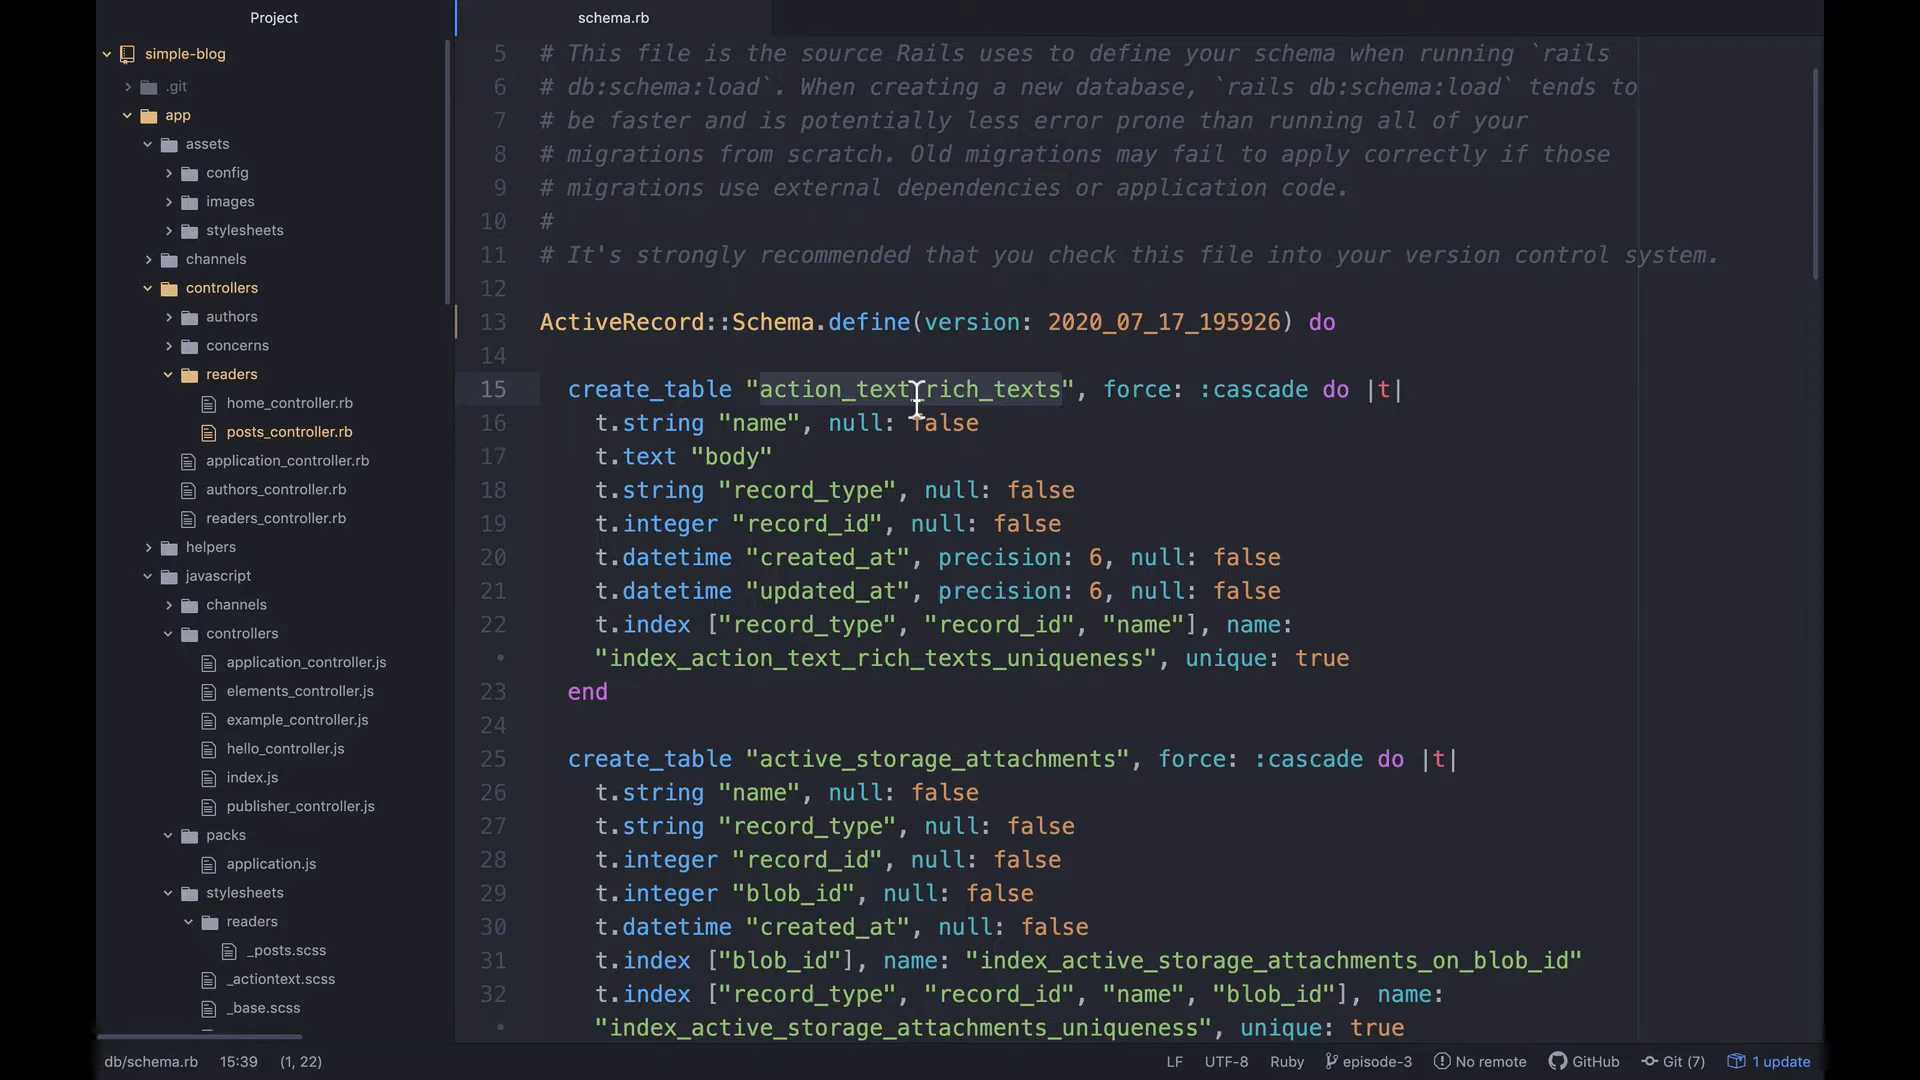 Project
simple-blog
.git
app
assets
config
images
stylesheets
channels
controllers
authors
concerns
readers
home_controller.rb
posts_controller.rb
application_controller.rb
authors_controller.rb
readers_controller.rb
helpers
javascript
channels
controllers
application_controller.js
elements_controller.js
example_controller.js
hello_controller.js
index.js
publisher_controller.js
packs
application.js
stylesheets
readers
_posts.scss
_actiontext.scss
_base.scss
schema.rb
5 # This file is the source Rails uses to define your schema when running `rails
6 # db:schema:load`. When creating a new database, `rails db:schema:load` tends to
7 # be faster and is potentially less error prone than running all of your
8 # migrations from scratch. Old migrations may fail to apply correctly if those
9 # migrations use external dependencies or application code.
10 #
11 # It's strongly recommended that you check this file into your version control system.
12
13 ActiveRecord::Schema.define(version: 2020_07_17_195926) do
14
15 create_table "action_text_rich_texts", force: :cascade do |t|
16 t.string "name", null: false
17 t.text "body"
18 t.string "record_type", null: false
19 t.integer "record_id", null: false
20 t.datetime "created_at", precision: 6, null: false
21 t.datetime "updated_at", precision: 6, null: false
22 t.index ["record_type", "record_id", "name"], name:
• "index_action_text_rich_texts_uniqueness", unique: true
23 end
24
25 create_table "active_storage_attachments", force: :cascade do |t|
26 t.string "name", null: false
27 t.string "record_type", null: false
28 t.integer "record_id", null: false
29 t.integer "blob_id", null: false
30 t.datetime "created_at", null: false
31 t.index ["blob_id"], name: "index_active_storage_attachments_on_blob_id"
32 t.index ["record_type", "record_id", "name", "blob_id"], name:
• "index_active_storage_attachments_uniqueness", unique: true
db/schema.rb 15:39 (1, 22) LF UTF-8 Ruby episode-3 No remote GitHub Git (7) 1 update